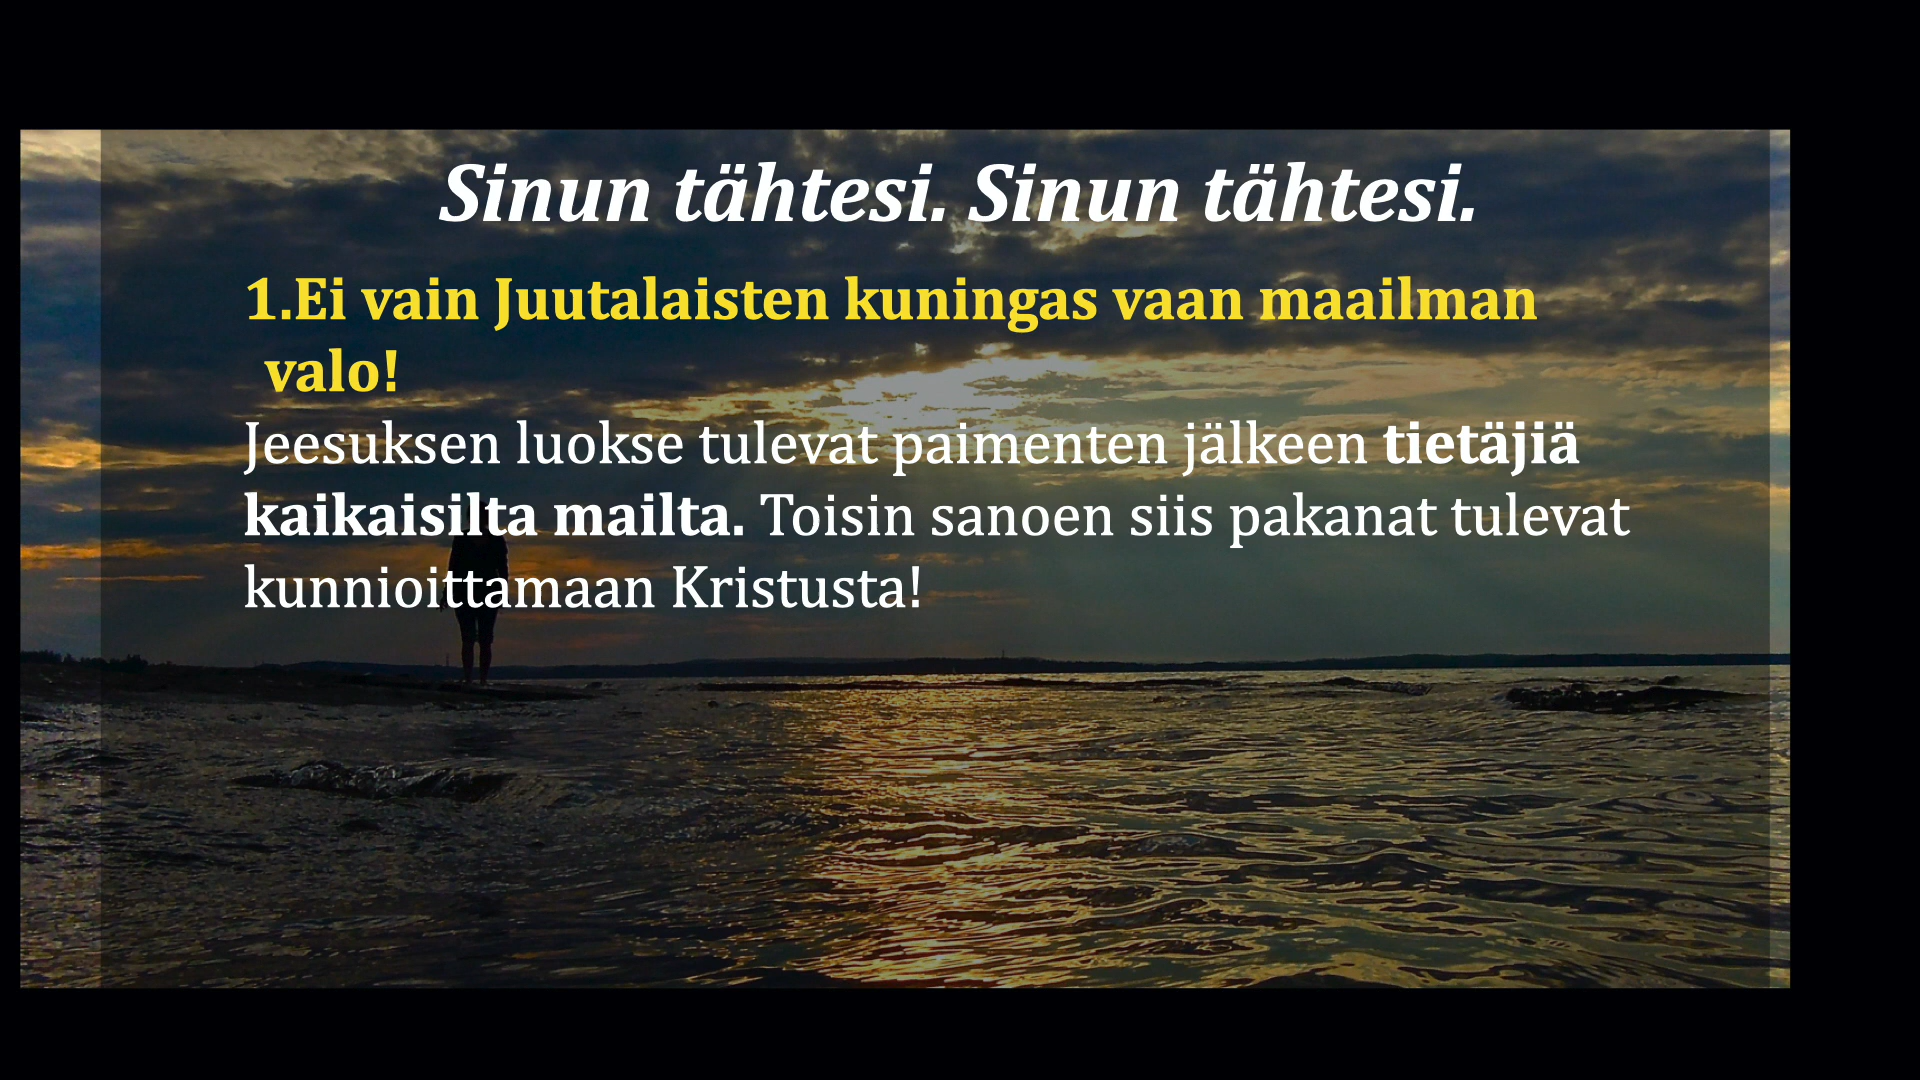 Sinun tähtesi. Sinun tähtesi.
1.Ei vain Juutalaisten kuningas vaan maailman
valo!
Jeesuksen luokse tulevat paimenten jälkeen tietäjiä
kaikaisilta mailta. Toisin sanoen siis pakanat tulevat
kunnioittamaan Kristusta!